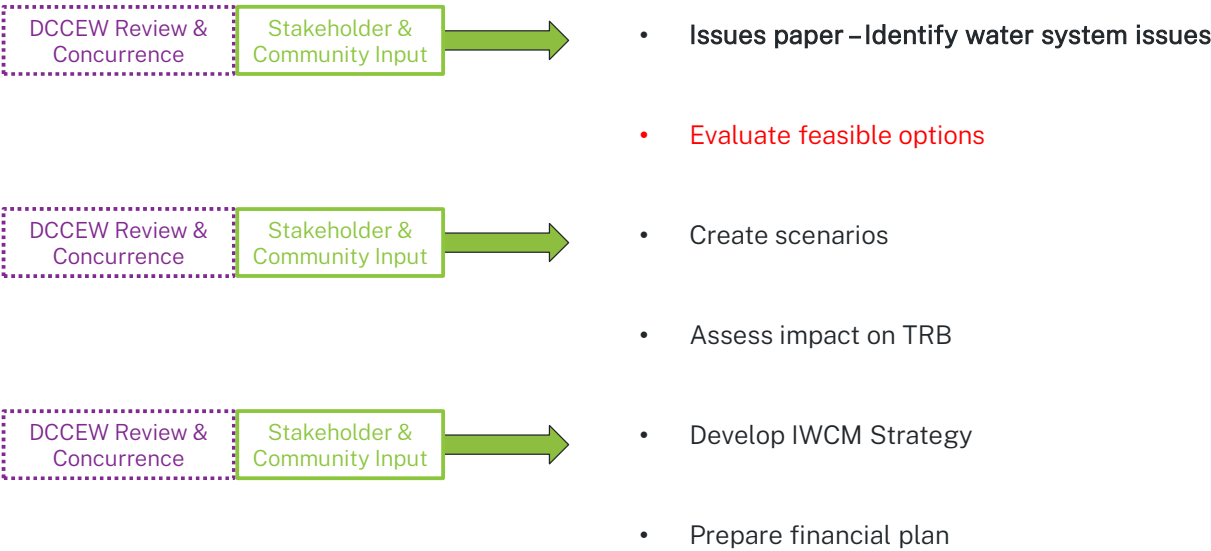 DCCEW Review &
Concurrence
Stakeholder &
Community Input
• Issues paper – Identify water system issues
• Evaluate feasible options
DCCEW Review &
Concurrence
Stakeholder &
Community Input
• Create scenarios
• Assess impact on TRB
DCCEW Review &
Concurrence
Stakeholder &
Community Input
• Develop IWCM Strategy
• Prepare financial plan